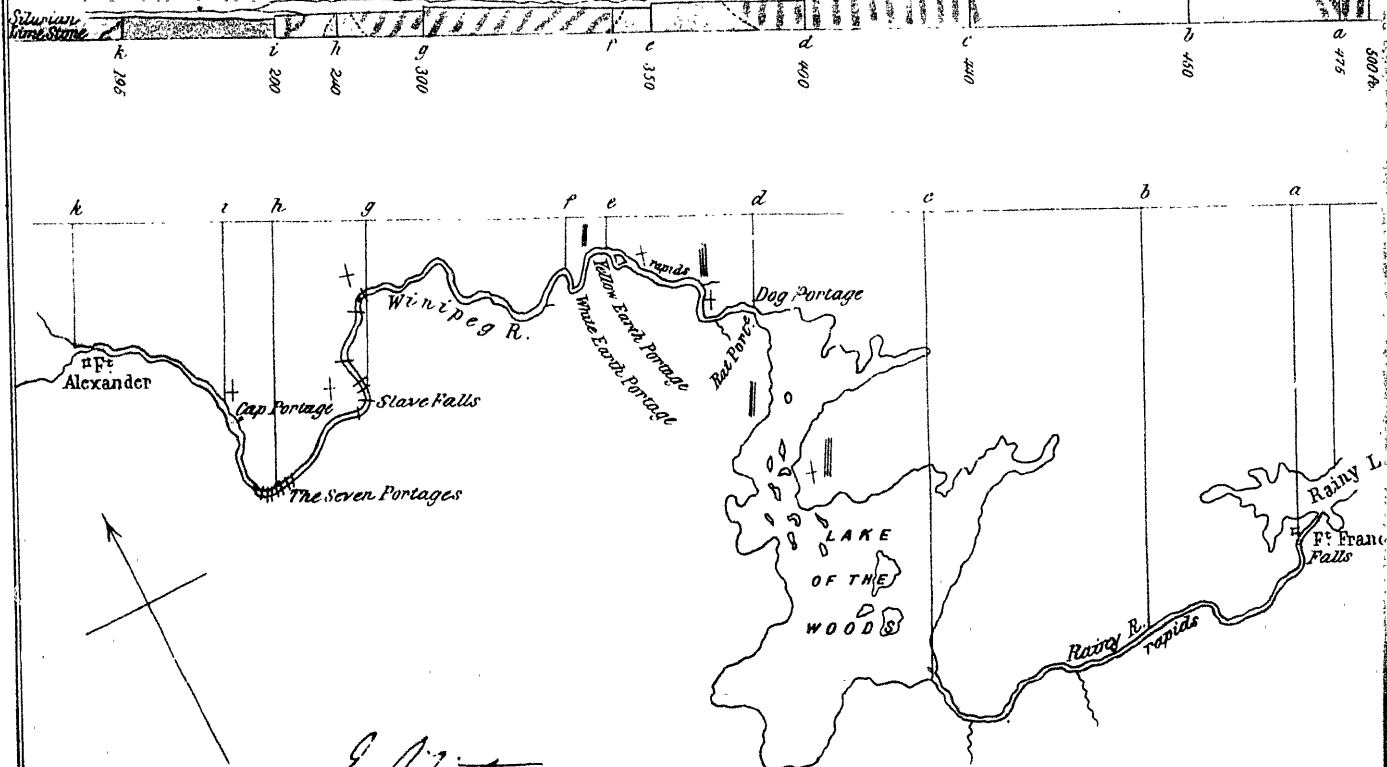 Silurian
Lime Stone
k i h g f e d c b a
195 200 240 300 350 400 440 450 475 500 ft.
k i h g f e d c b a
rapids
Dog Portage
Winipeg R.
Yellow Earth Portage
White Earth Portage
Rat Porte.
Ft.
Alexander
Cap Portage
Slave Falls
The Seven Portages
Rainy L
LAKE
OF THE
WOODS
Ft. Franc
Falls
Rainy R.
rapids